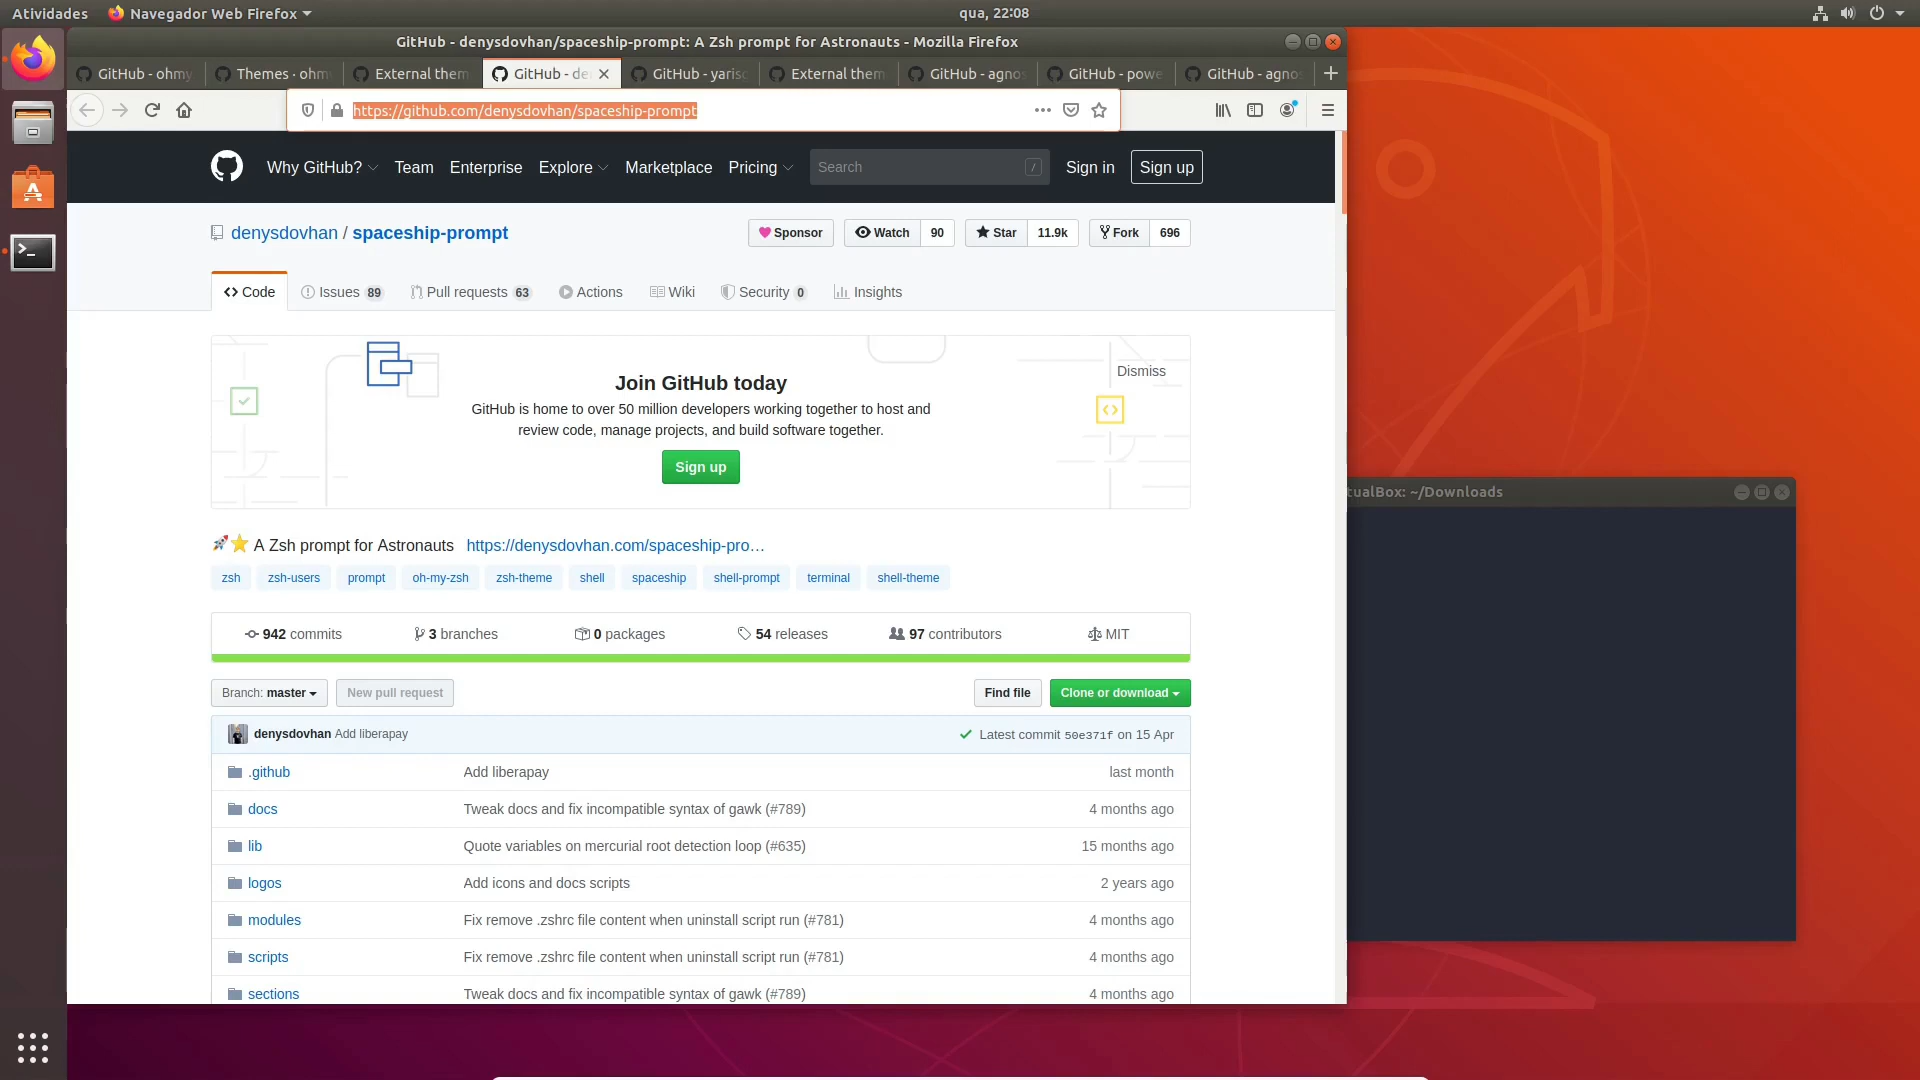 Atividades Navegador Web Firefox qua, 22:08
GitHub - denysdovhan/spaceship-prompt: A Zsh prompt for Astronauts - Mozilla Firefox
GitHub - ohmy Themes · ohm External them GitHub - de GitHub - yarisc External them GitHub - agnos GitHub - powe GitHub - agnos
https://github.com/denysdovhan/spaceship-prompt
Why GitHub? Team Enterprise Explore Marketplace Pricing Search / Sign in Sign up
denysdovhan / spaceship-prompt Sponsor Watch 90 Star 11.9k Fork 696
Code Issues 89 Pull requests 63 Actions Wiki Security 0 Insights
Dismiss
Join GitHub today
GitHub is home to over 50 million developers working together to host and
review code, manage projects, and build software together.
Sign up
tualBox: ~/Downloads
A Zsh prompt for Astronauts https://denysdovhan.com/spaceship-pro…
zsh zsh-users prompt oh-my-zsh zsh-theme shell spaceship shell-prompt terminal shell-theme
942 commits 3 branches 0 packages 54 releases 97 contributors MIT
Branch: master New pull request Find file Clone or download
denysdovhan Add liberapay Latest commit 50e371f on 15 Apr
.github Add liberapay last month
docs Tweak docs and fix incompatible syntax of gawk (#789) 4 months ago
lib Quote variables on mercurial root detection loop (#635) 15 months ago
logos Add icons and docs scripts 2 years ago
modules Fix remove .zshrc file content when uninstall script run (#781) 4 months ago
scripts Fix remove .zshrc file content when uninstall script run (#781) 4 months ago
sections Tweak docs and fix incompatible syntax of gawk (#789) 4 months ago